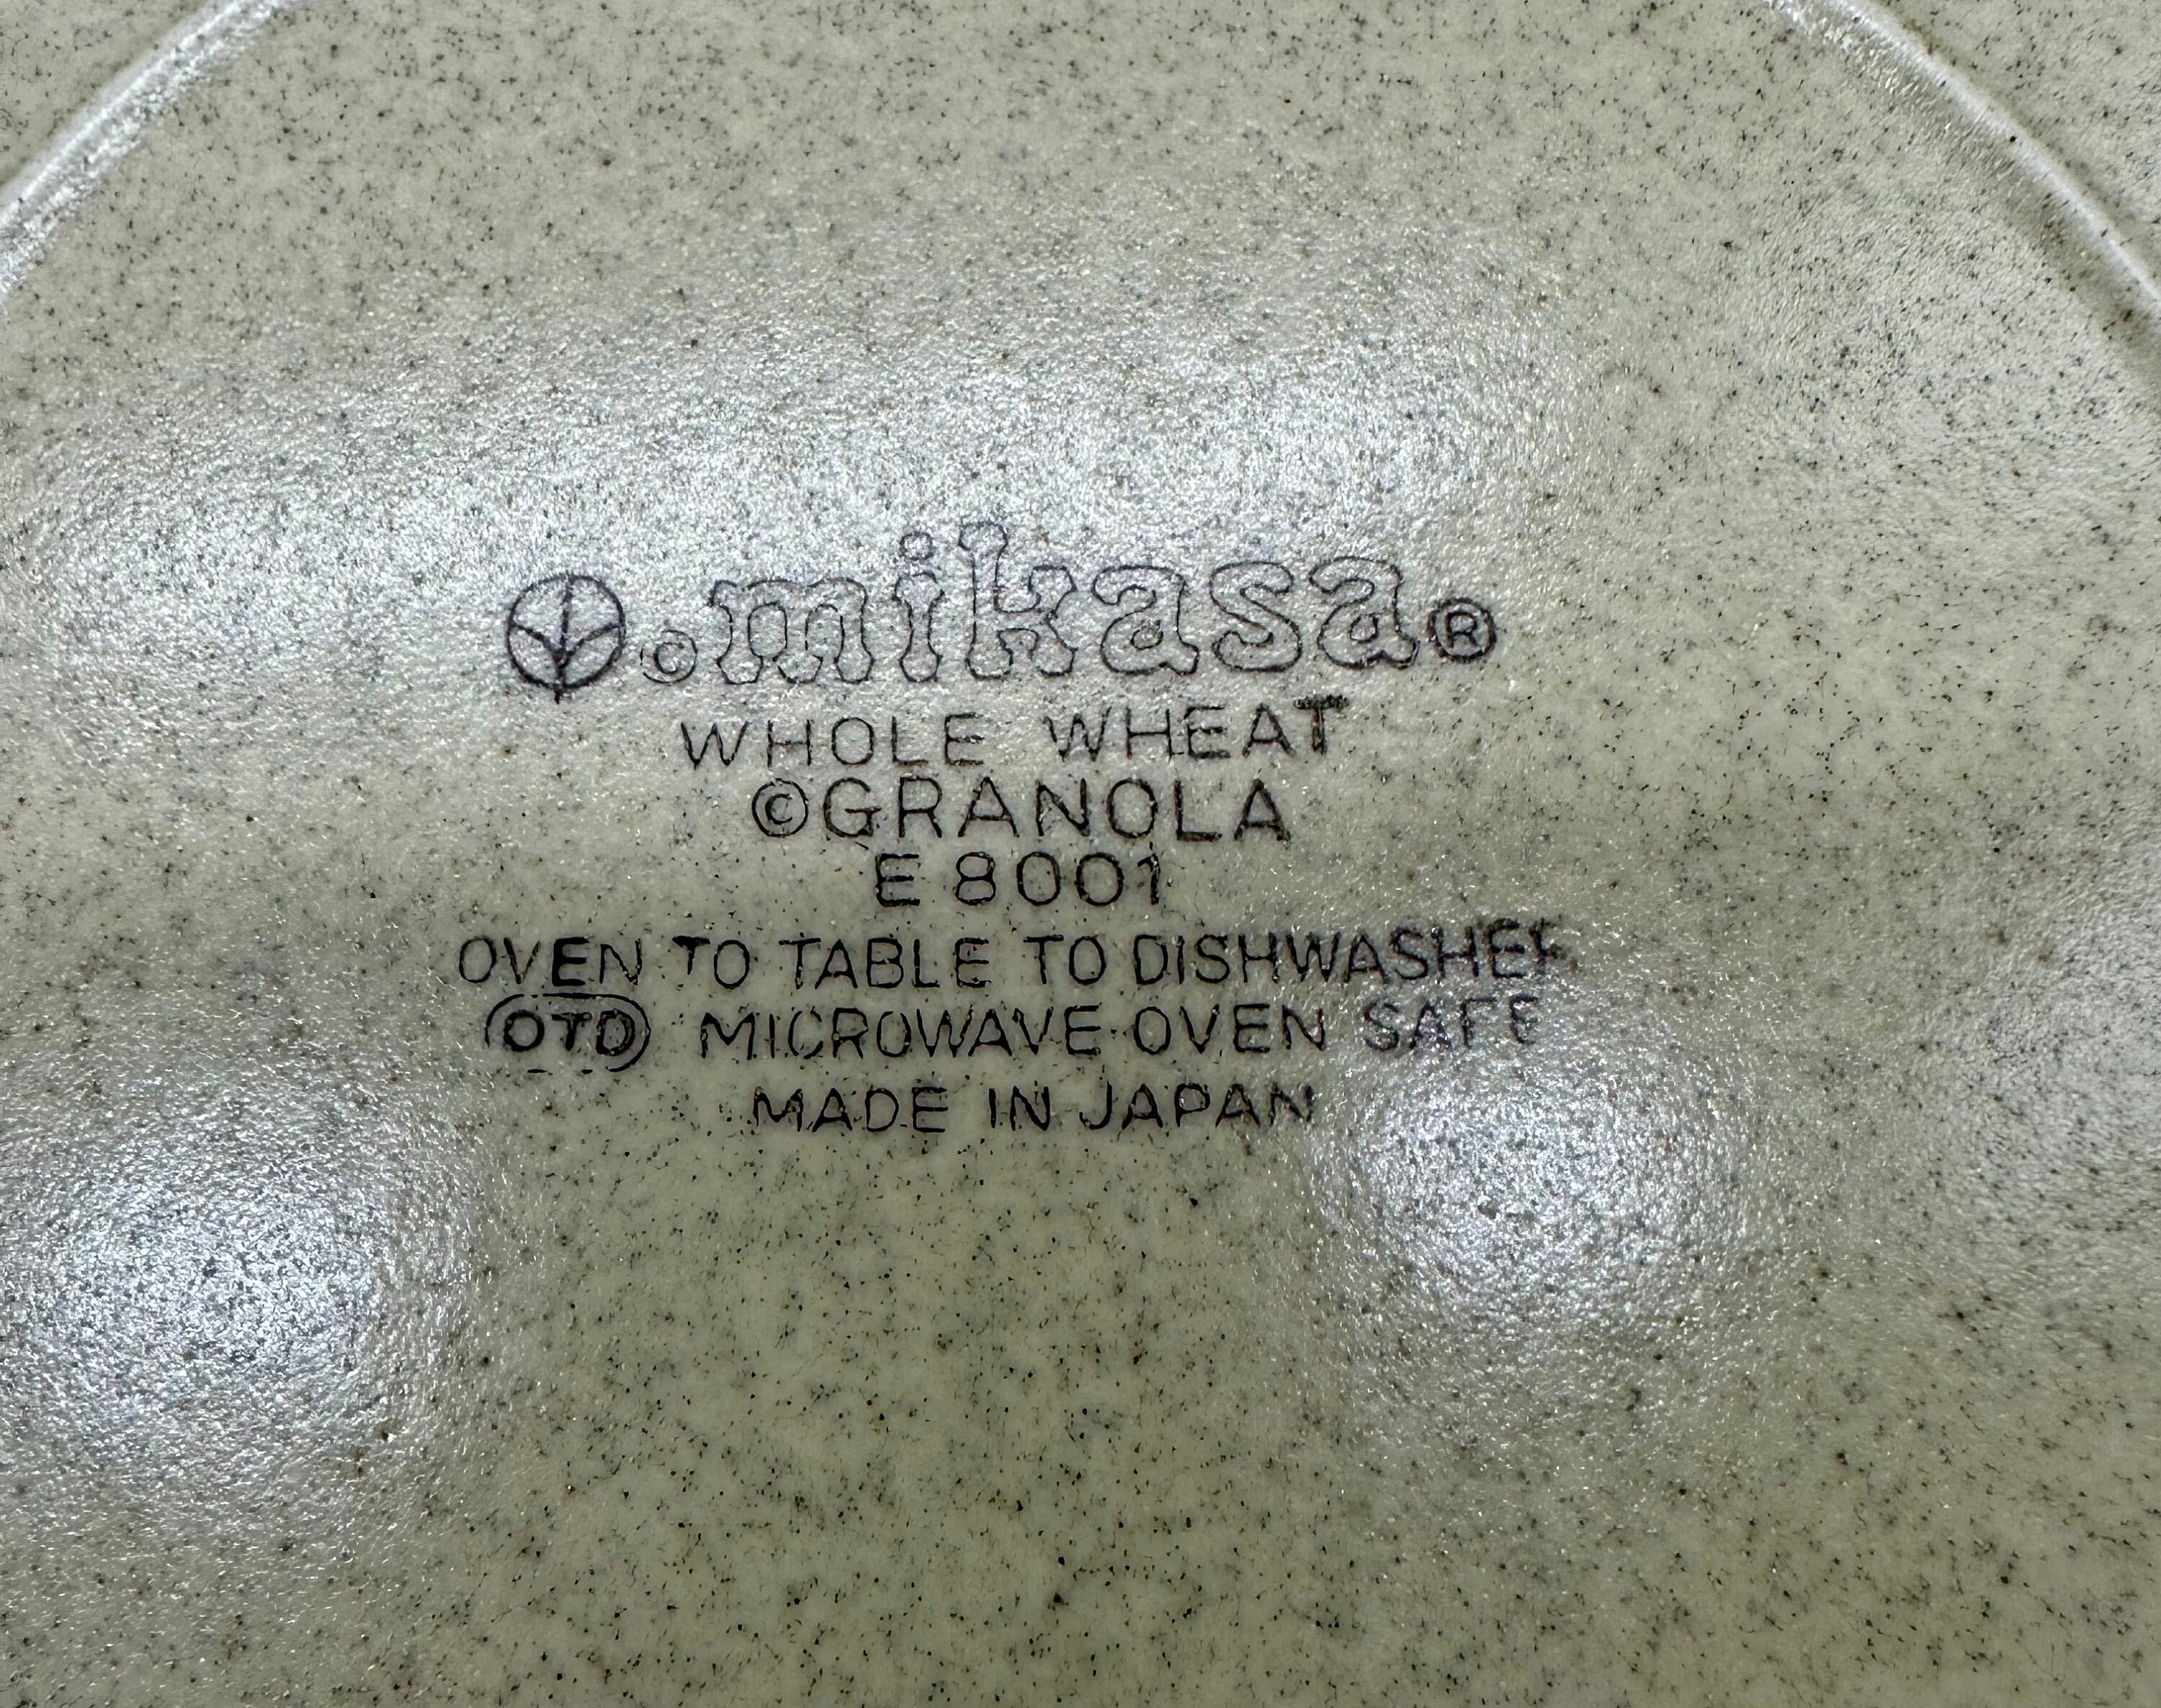 © mikasa ®
WHOLE WHEAT
© GRANOLA
E 8001
OVEN TO TABLE TO DISHWASHER
OTD MICROWAVE OVEN SAFE
MADE IN JAPAN